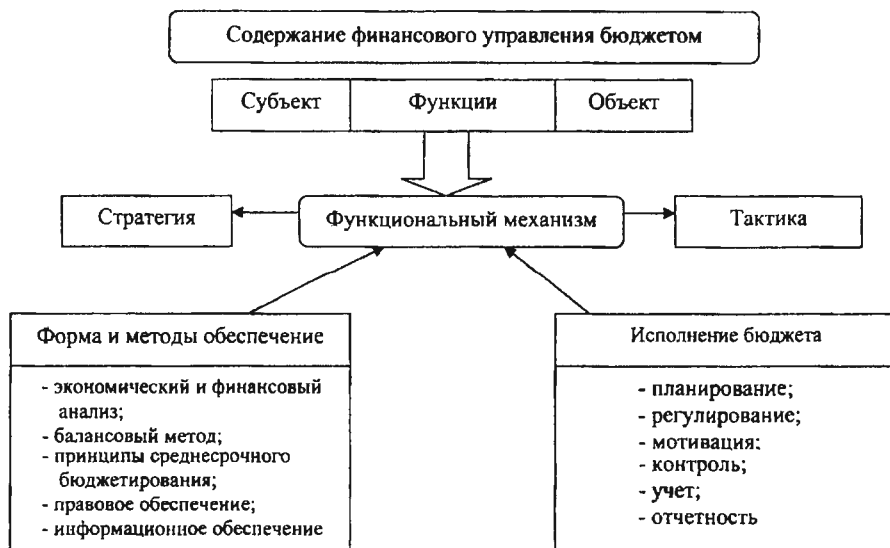 Содержание финансового управления бюджетом
Субъект
Функции
Объект
Стратегия
Функциональный механизм
Тактика
Форма и методы обеспечение
- экономический и финансовый
анализ;
- балансовый метод;
- принципы среднесрочного
бюджетирования;
- правовое обеспечение;
- информационное обеспечение
Исполнение бюджета
- планирование;
- регулирование;
- мотивация;
- контроль;
- учет;
- отчетность